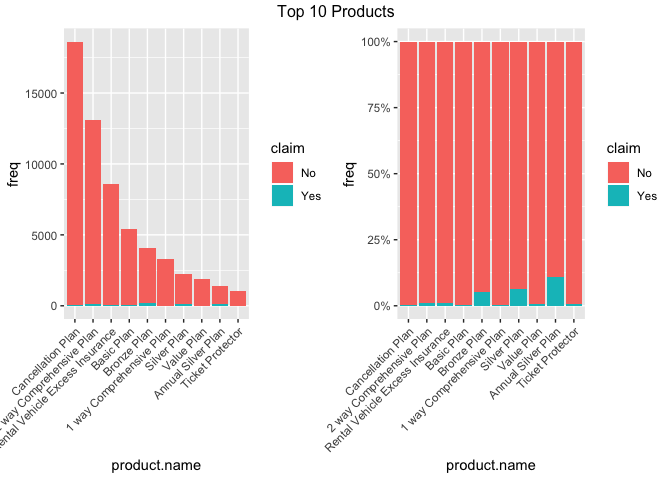 Top 10 Products
freq
15000
10000
5000
0
Cancellation Plan
way Comprehensive Plan
Rental Vehicle Excess Insurance
Basic Plan
Bronze Plan
1 way Comprehensive Plan
Silver Plan
Value Plan
Annual Silver Plan
Ticket Protector
product.name
claim
No
Yes
freq
100%
75%
50%
25%
0%
Cancellation Plan
2 way Comprehensive Plan
Rental Vehicle Excess Insurance
Basic Plan
Bronze Plan
1 way Comprehensive Plan
Silver Plan
Value Plan
Annual Silver Plan
Ticket Protector
product.name
claim
No
Yes